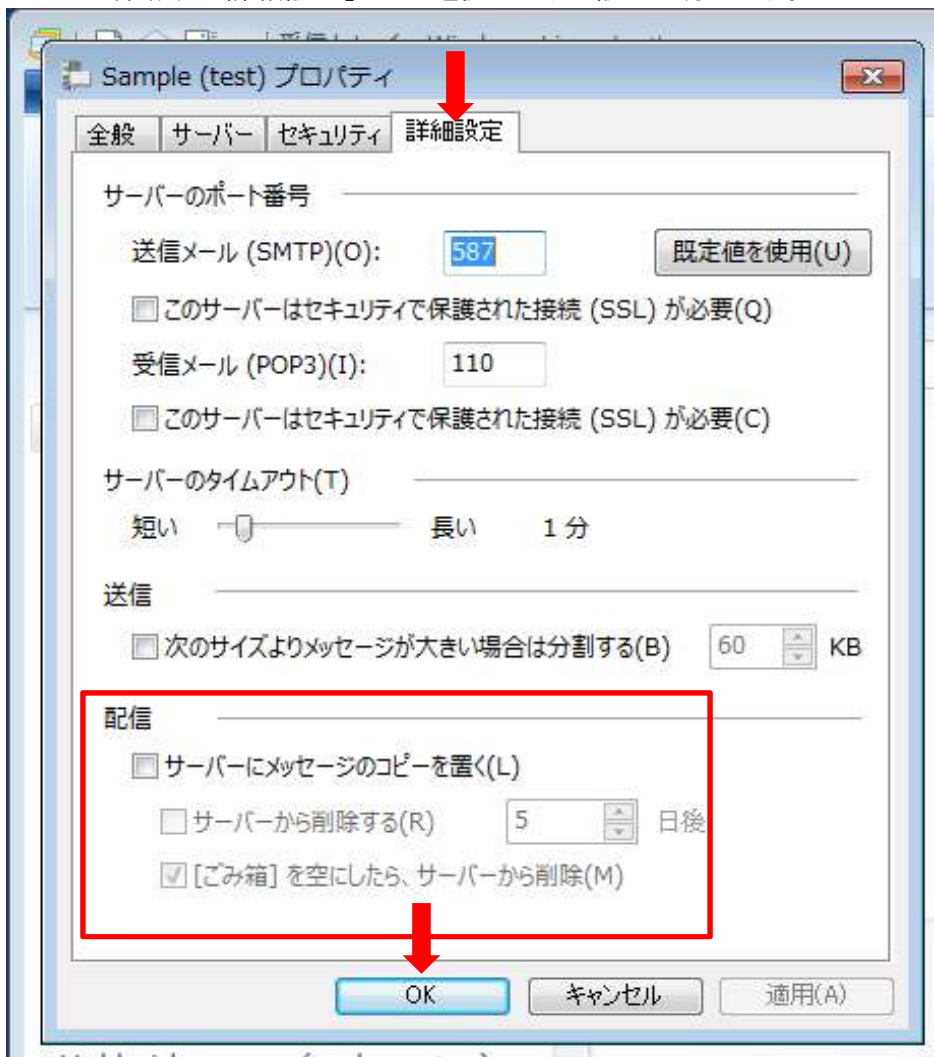 Sample (test) プロパティ
全般 サーバー セキュリティ 詳細設定
サーバーのポート番号
送信メール (SMTP)(O): 587 既定値を使用(U)
このサーバーはセキュリティで保護された接続 (SSL) が必要(Q)
受信メール (POP3)(I): 110
このサーバーはセキュリティで保護された接続 (SSL) が必要(C)
サーバーのタイムアウト(T)
短い 長い 1 分
送信
次のサイズよりメッセージが大きい場合は分割する(B) 60 KB
配信
サーバーにメッセージのコピーを置く(L)
サーバーから削除する(R) 5 日後
[ごみ箱] を空にしたら、サーバーから削除(M)
OK キャンセル 適用(A)